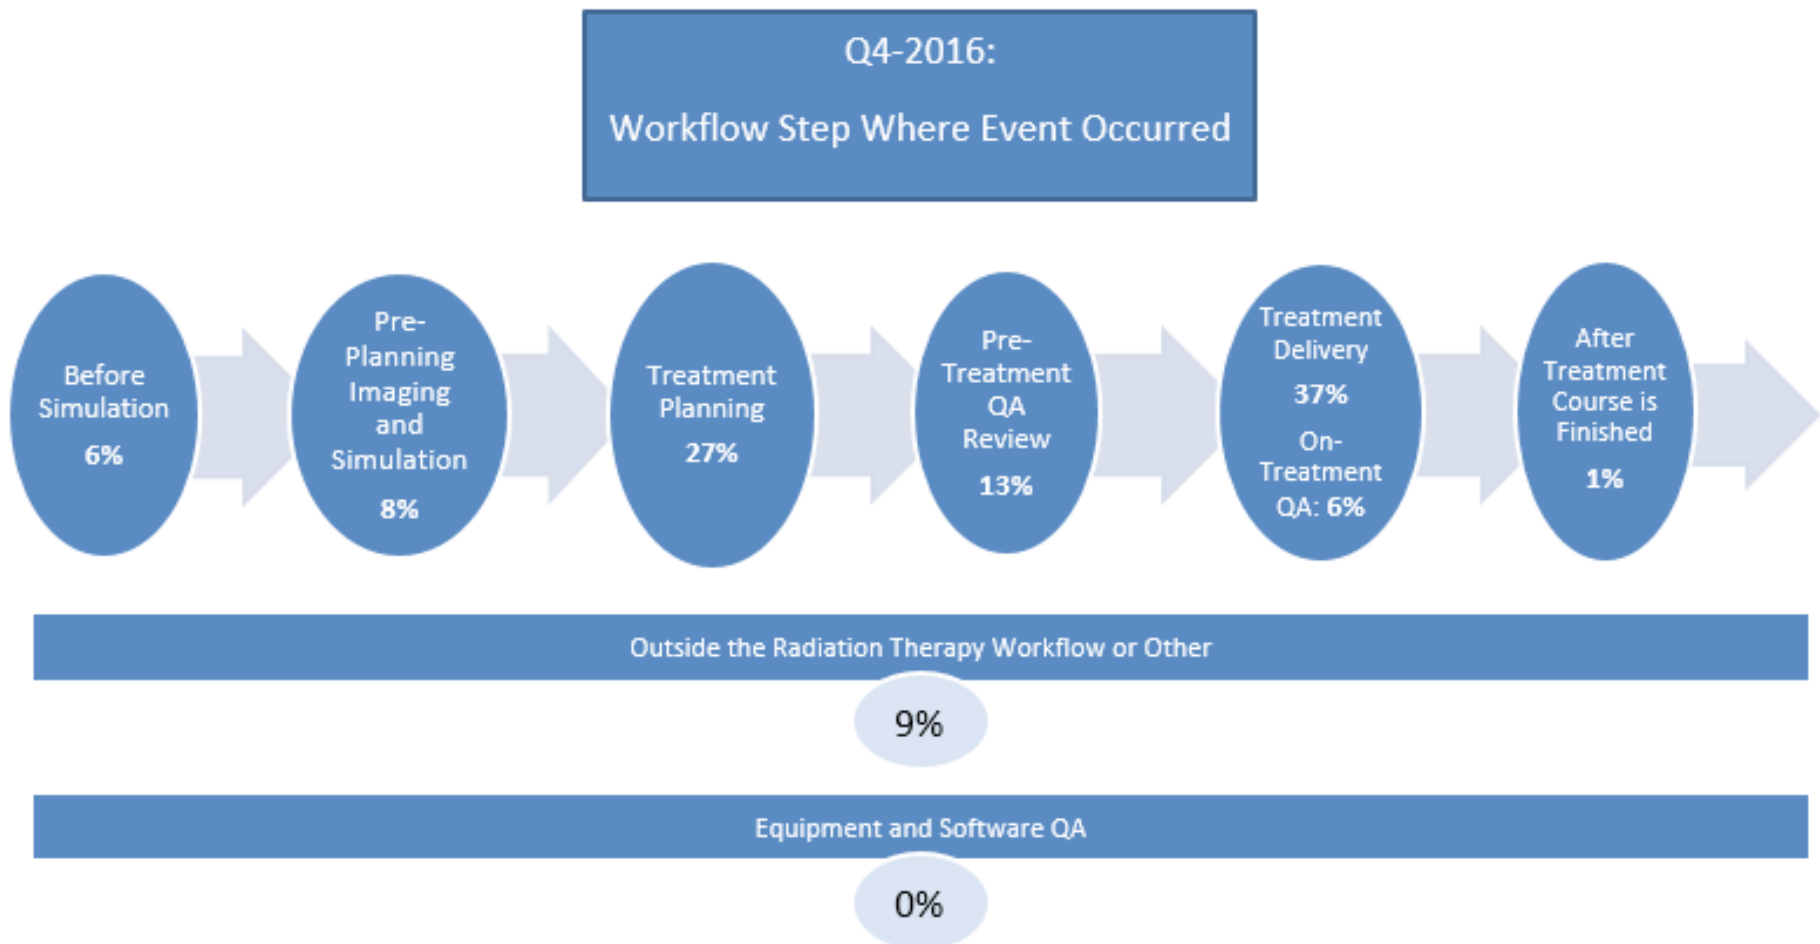 Q4-2016:
Workflow Step Where Event Occurred
Before
Simulation
6%
Pre-
Planning
Imaging
and
Simulation
8%
Treatment
Planning
27%
Pre-
Treatment
QA
Review
13%
Treatment
Delivery
37%
On-
Treatment
QA: 6%
After
Treatment
Course is
Finished
1%
Outside the Radiation Therapy Workflow or Other
9%
Equipment and Software QA
0%